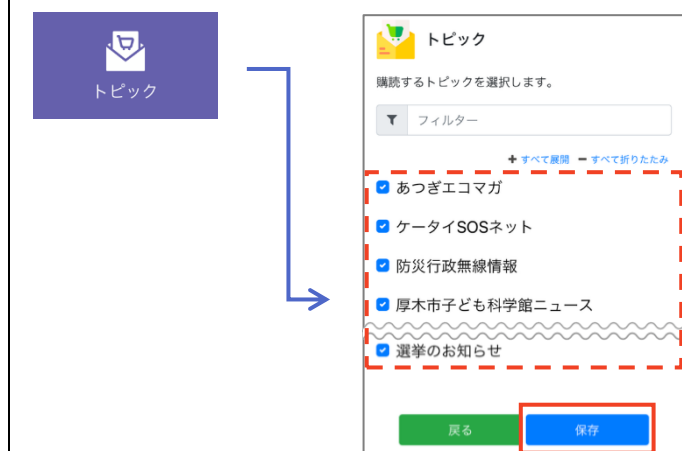 トピック
トピック
購読するトピックを選択します。
フィルター
+ すべて展開 − すべて折りたたみ
あつぎエコマガ
ケータイSOSネット
防災行政無線情報
厚木市子ども科学館ニュース
選挙のお知らせ
戻る 保存